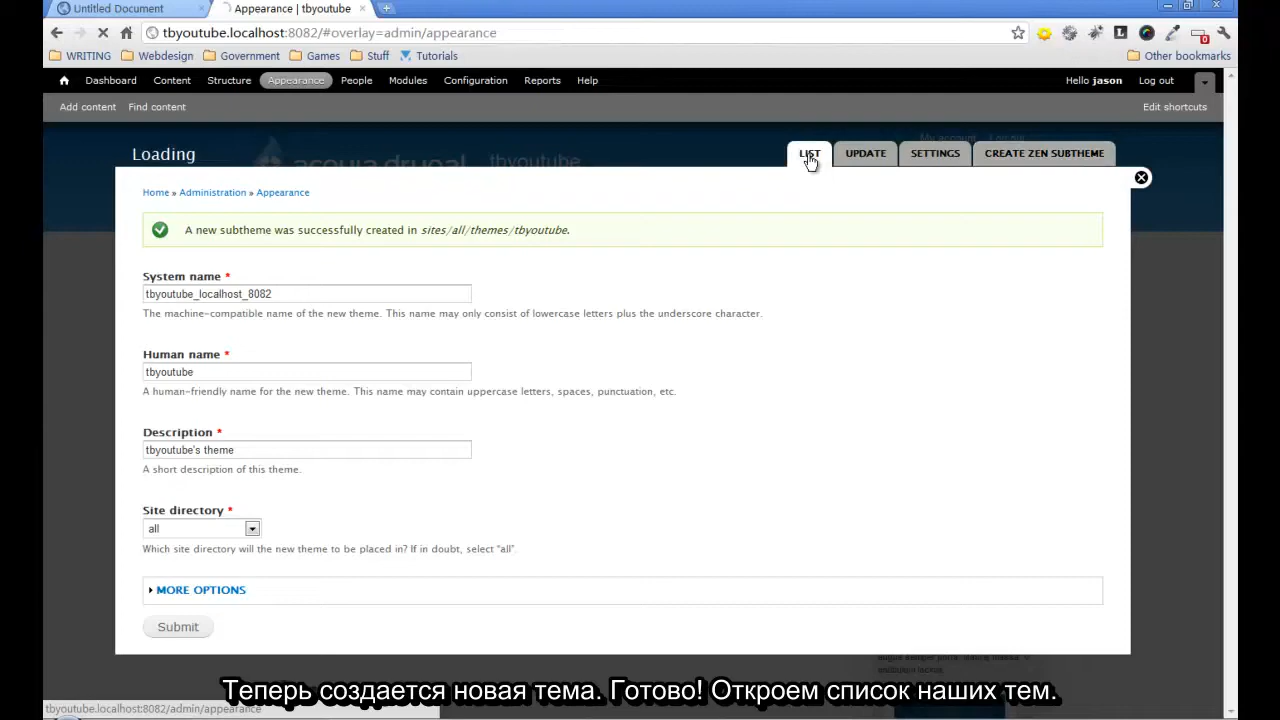 Untitled Document
Appearance | tbyoutube
tbyoutube.localhost:8082/#overlay=admin/appearance
WRITING
Webdesign
Government
Games
Stuff
Tutorials
Other bookmarks
Dashboard
Content
Structure
Appearance
People
Modules
Configuration
Reports
Help
Hello jason
Log out
Add content
Find content
Edit shortcuts
My account
Log out
acquia drupal
tbyoutube
Loading
LIST
UPDATE
SETTINGS
CREATE ZEN SUBTHEME
Home » Administration » Appearance
A new subtheme was successfully created in sites/all/themes/tbyoutube.
System name *
tbyoutube_localhost_8082
The machine-compatible name of the new theme. This name may only consist of lowercase letters plus the underscore character.
Human name *
tbyoutube
A human-friendly name for the new theme. This name may contain uppercase letters, spaces, punctuation, etc.
Description *
tbyoutube's theme
A short description of this theme.
Site directory *
all
Which site directory will the new theme to be placed in? If in doubt, select "all".
MORE OPTIONS
Submit
Теперь создается новая тема. Готово! Откроем список наших тем.
tbyoutube.localhost:8082/admin/appearance